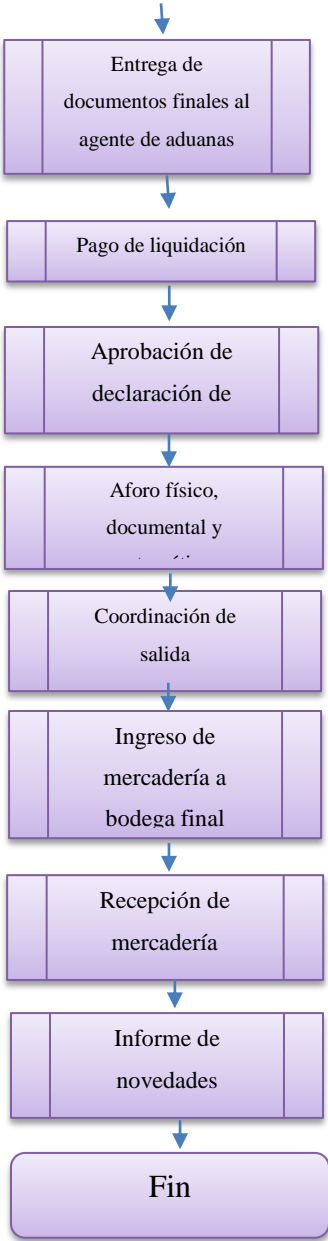 Entrega de
documentos finales al
agente de aduanas
Pago de liquidación
Aprobación de
declaración de
Aforo físico,
documental y
Coordinación de
salida
Ingreso de
mercadería a
bodega final
Recepción de
mercadería
Informe de
novedades
Fin